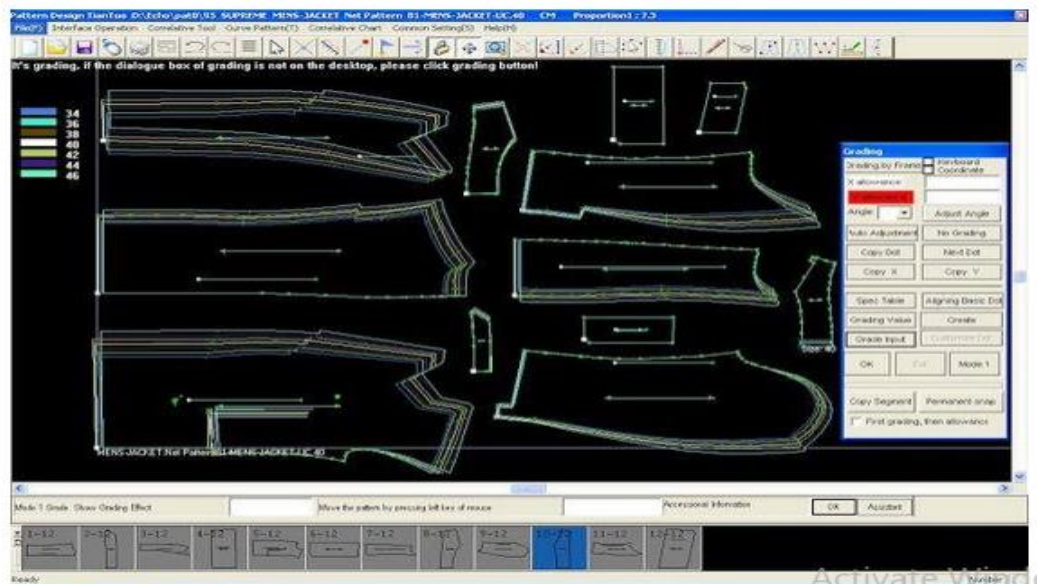 Pattern Design TianTuo :D:\Echo\pat0\95 SUPREME MENS-JACKET Net Pattern B1-MENS-JACKET-UC.40 CM Proportion1 : 7.3
File(F) Interface Operation Correlative Tool Curve Pattern(T) Correlative Chart Common Setting(S) Help(H)
It's grading, if the dialogue box of grading is not on the desktop, please click grading button!
34
36
38
40
42
44
46
Grading
Grading by Frame Keyboard
Coordinate
X allowance
Angle Adjust Angle
Auto Adjustment No Grading
Copy Dot Next Dot
Copy X Copy Y
Spec Table Aligning Basic Dot
Grading Value Create
Grade Input
Size: 40
OK Mode 1
Copy Segment Permanent snap
First grading, then allowance
MENS-JACKET Net Pattern B1-MENS-JACKET-UC.40
Mode 1 Grade: Show Grading Effect Move the pattern by pressing left key of mouse Accessional Information OK Assistant
1-12 2-12 3-12 4-12 5-12 6-12 7-12 8-12 9-12 10-12 11-12 12-12
Activate Windo
Ready Number